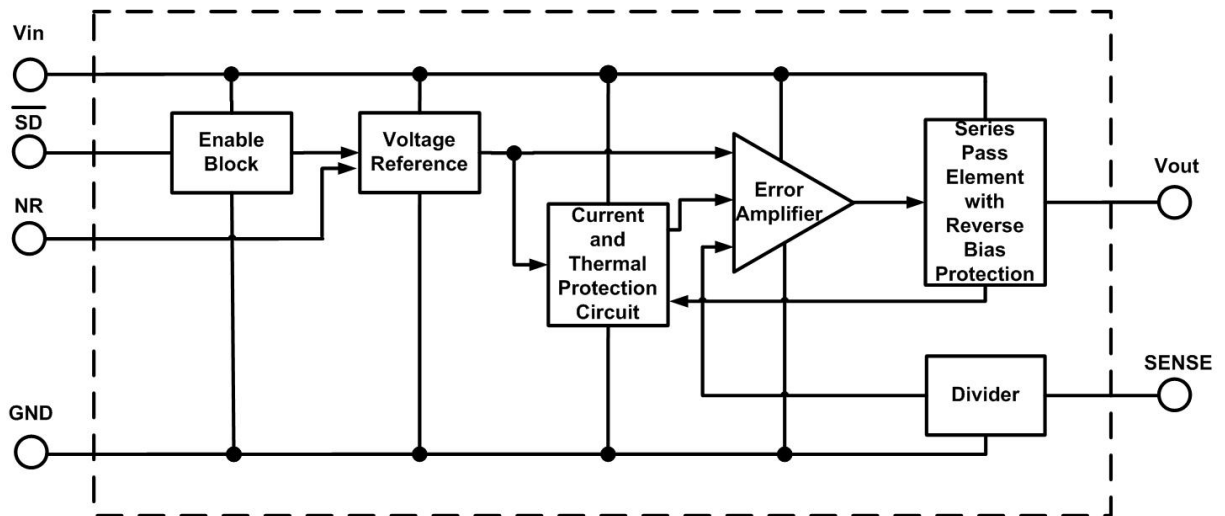 Vin
SD
NR
GND
Enable
Block
Voltage
Reference
Current
and
Thermal
Protection
Circuit
Error
Amplifier
Series
Pass
Element
with
Reverse
Bias
Protection
Divider
Vout
SENSE